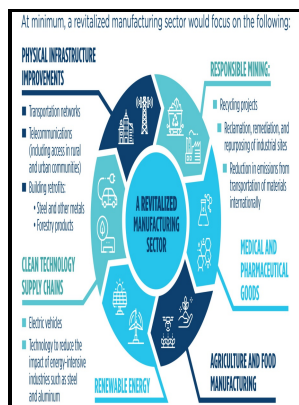 At minimum, a revitalized manufacturing sector would focus on the following:
PHYSICAL INFRASTRUCTURE
IMPROVEMENTS
Transportation networks
Telecommunications
(including access in rural
and urban communities)
Building retrofits:
• Steel and other metals
• Forestry products
CLEAN TECHNOLOGY
SUPPLY CHAINS
Electric vehicles
Technology to reduce the
impact of energy-intensive
industries such as steel
and aluminum
A REVITALIZED
MANUFACTURING
SECTOR
RESPONSIBLE MINING:
Recycling projects
Reclamation, remediation, and
repurposing of industrial sites
Reduction in emissions from
transportation of materials
internationally
MEDICAL AND
PHARMACEUTICAL
GOODS
AGRICULTURE AND FOOD
MANUFACTURING
RENEWABLE ENERGY